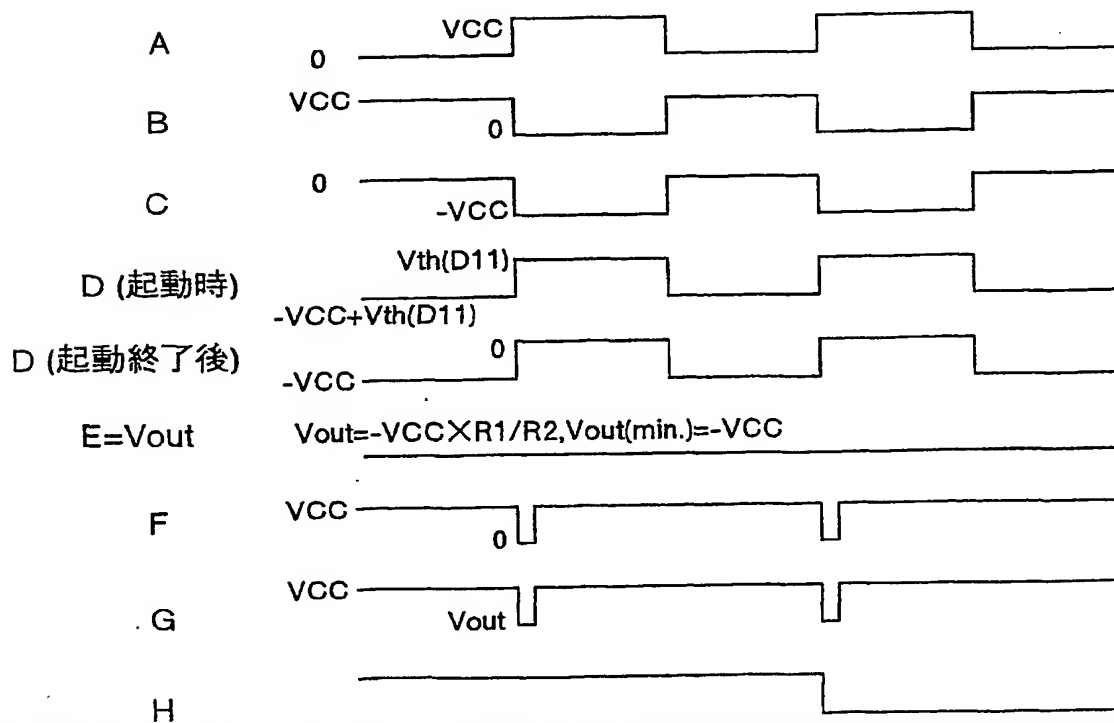 A
VCC
0
B
VCC
0
C
0
-VCC
D (起動時)
Vth(D11)
-VCC+Vth(D11)
D (起動終了後)
0
-VCC
E=Vout
Vout=-VCC×R1/R2,Vout(min.)=-VCC
F
VCC
0
G
VCC
Vout
H